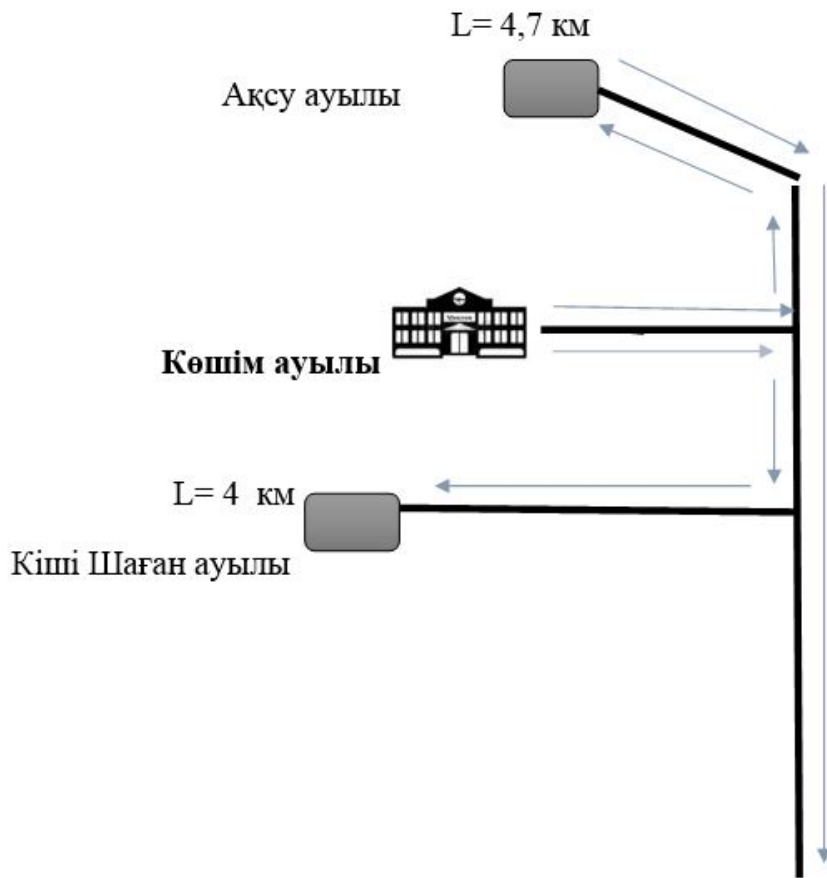 L= 4,7 км
Ақсу ауылы
Көшім ауылы
L= 4 км
Кіші Шаған ауылы